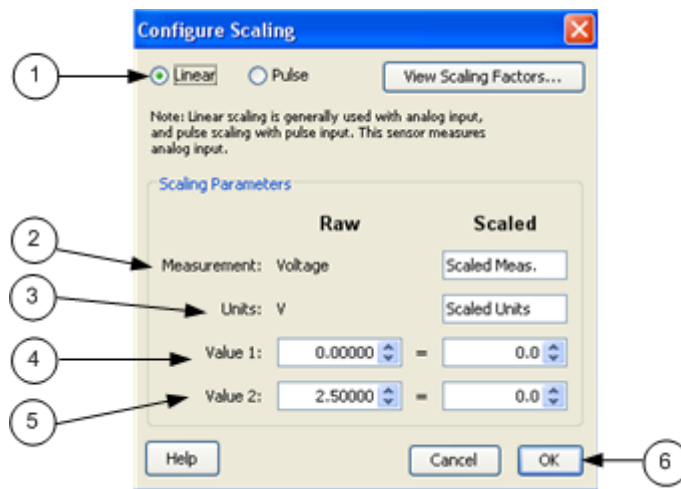 Configure Scaling
1
Linear Pulse View Scaling Factors...
Note: Linear scaling is generally used with analog input,
and pulse scaling with pulse input. This sensor measures
analog input.
Scaling Parameters
Raw Scaled
2
Measurement: Voltage Scaled Meas.
3
Units: V Scaled Units
4
Value 1: 0.00000 = 0.0
5
Value 2: 2.50000 = 0.0
Help Cancel OK
6